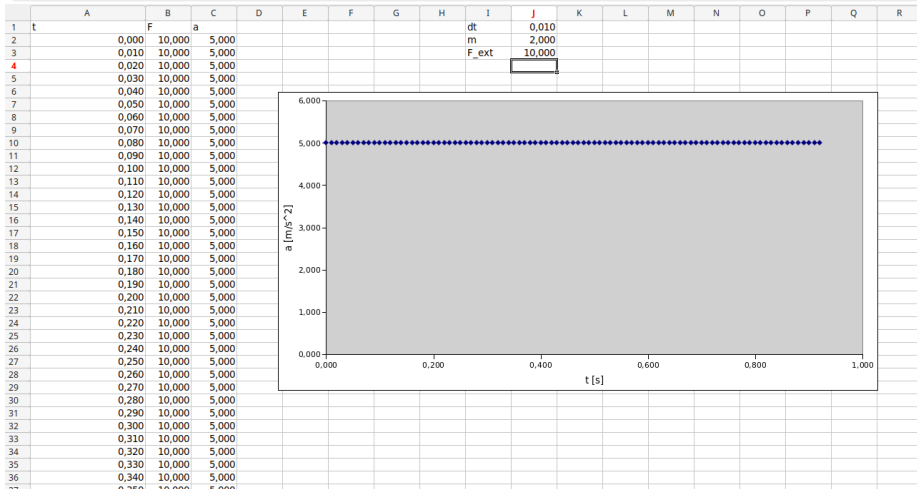 A B C D E F G H I J K L M N O P Q R
1 t F a dt 0,010
2 0,000 10,000 5,000 m 2,000
3 0,010 10,000 5,000 F_ext 10,000
4 0,020 10,000 5,000
5 0,030 10,000 5,000
6 0,040 10,000 5,000
7 0,050 10,000 5,000
8 0,060 10,000 5,000
9 0,070 10,000 5,000
10 0,080 10,000 5,000
11 0,090 10,000 5,000
12 0,100 10,000 5,000
13 0,110 10,000 5,000
14 0,120 10,000 5,000
15 0,130 10,000 5,000
16 0,140 10,000 5,000
17 0,150 10,000 5,000
18 0,160 10,000 5,000
19 0,170 10,000 5,000
20 0,180 10,000 5,000
21 0,190 10,000 5,000
22 0,200 10,000 5,000
23 0,210 10,000 5,000
24 0,220 10,000 5,000
25 0,230 10,000 5,000
26 0,240 10,000 5,000
27 0,250 10,000 5,000
28 0,260 10,000 5,000
29 0,270 10,000 5,000
30 0,280 10,000 5,000
31 0,290 10,000 5,000
32 0,300 10,000 5,000
33 0,310 10,000 5,000
34 0,320 10,000 5,000
35 0,330 10,000 5,000
36 0,340 10,000 5,000
6,000
5,000
4,000
3,000
2,000
1,000
0,000
a [m/s^2]
0,000 0,200 0,400 0,600 0,800 1,000
t [s]